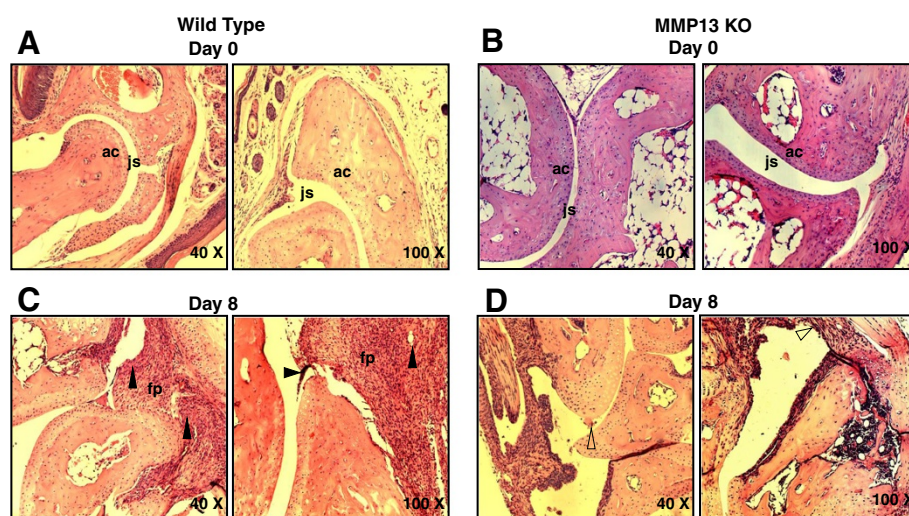 Wild Type
A
Day 0
ac
js
40 X
ac
js
100 X
MMP13 KO
B
Day 0
ac
js
40 X
js
ac
100 X
C
Day 8
fp
40 X
fp
100 X
D
Day 8
40 X
100 X